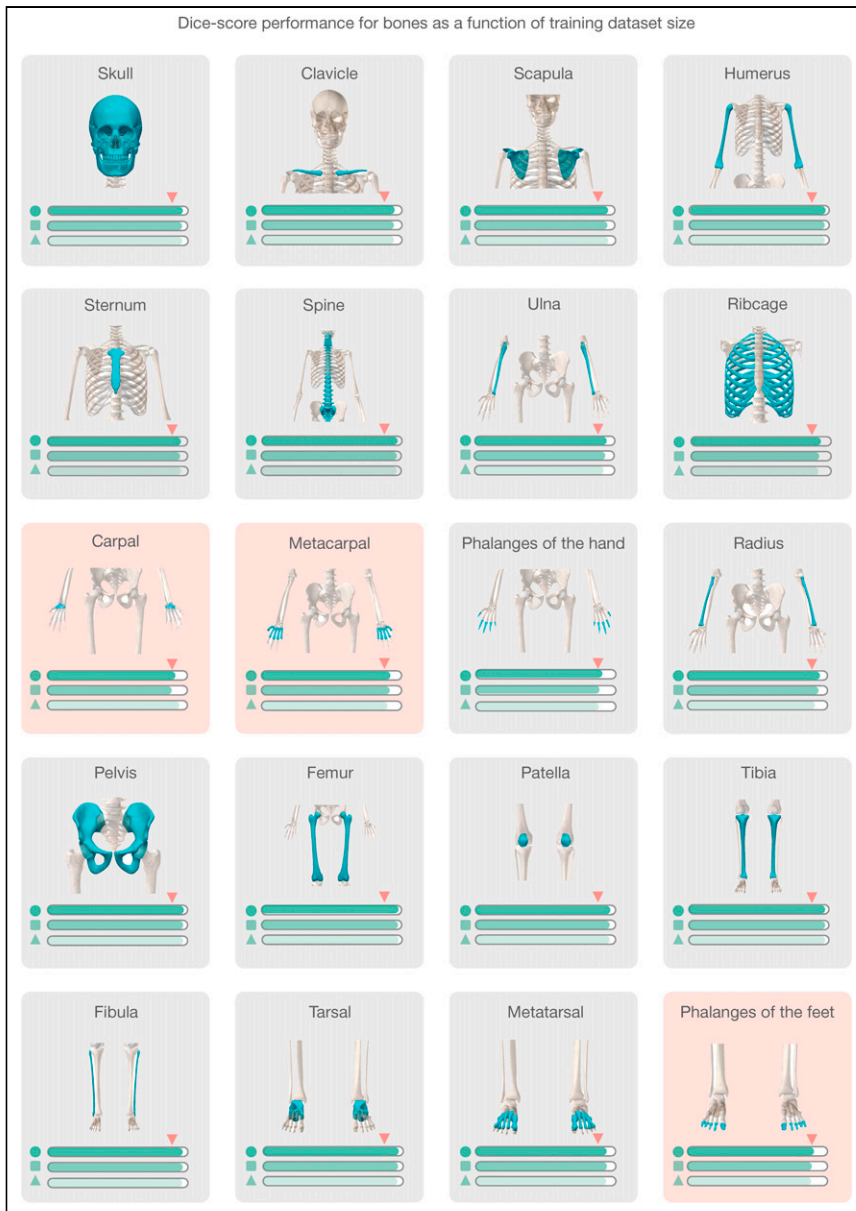 Dice-score performance for bones as a function of training dataset size
Skull
Clavicle
Scapula
Humerus
Sternum
Spine
Ulna
Ribcage
Carpal
Metacarpal
Phalanges of the hand
Radius
Pelvis
Femur
Patella
Tibia
Fibula
Tarsal
Metatarsal
Phalanges of the feet